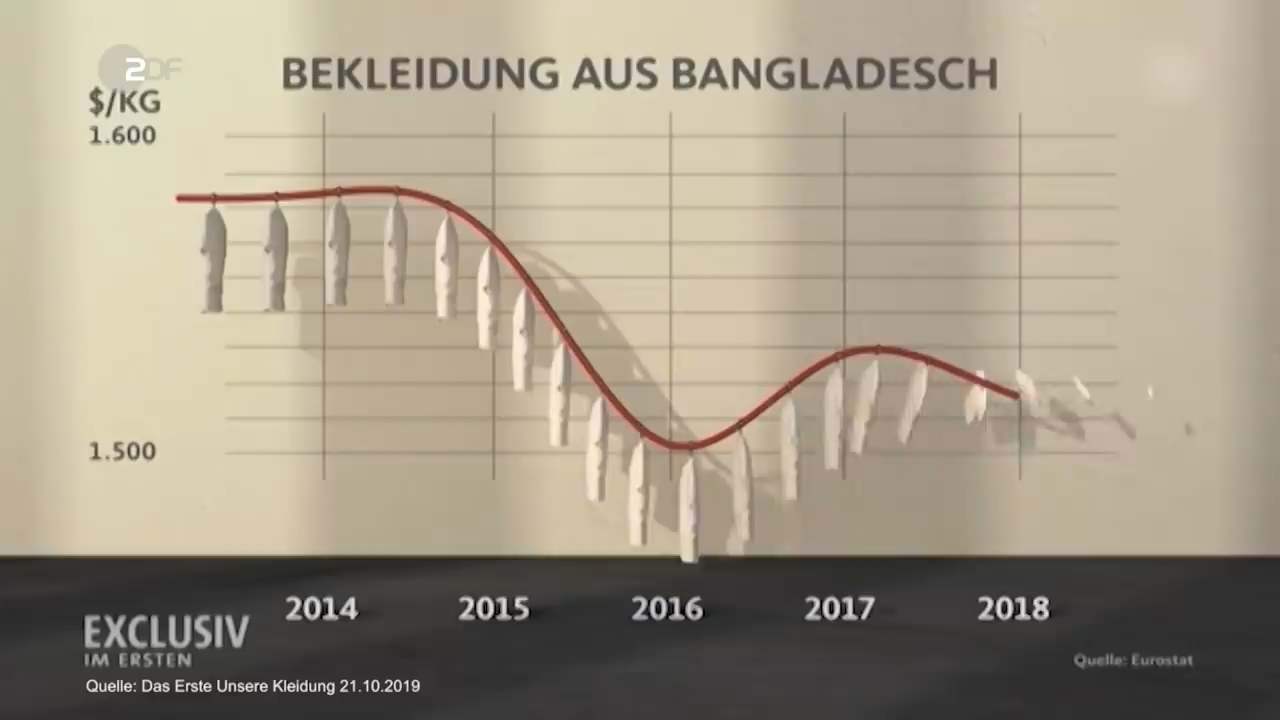 2DF
BEKLEIDUNG AUS BANGLADESCH
$/KG
1.600
1.500
2014 2015 2016 2017 2018
EXCLUSIV
IM ERSTEN
Quelle: Eurostat
Quelle: Das Erste Unsere Kleidung 21.10.2019